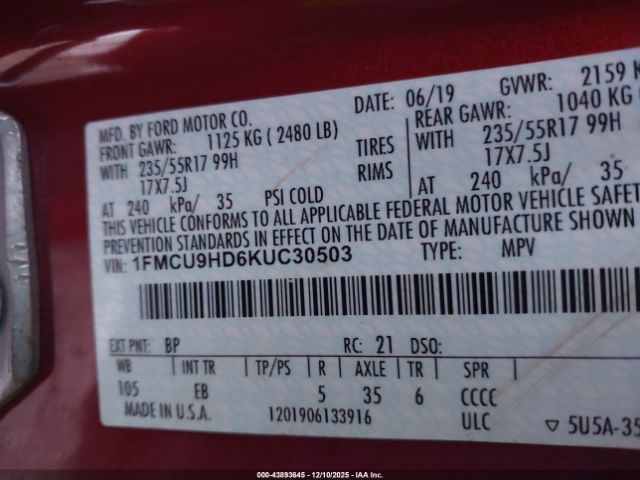 MFD. BY FORD MOTOR CO. DATE: 06/19 GVWR: 2159 K
FRONT GAWR: 1125 KG ( 2480 LB) REAR GAWR: 1040 KG
WITH 235/55R17 99H TIRES WITH 235/55R17 99H
17X7.5J RIMS 17X7.5J
AT 240 kPa/ 35 PSI COLD AT 240 kPa/ 35
THIS VEHICLE CONFORMS TO ALL APPLICABLE FEDERAL MOTOR VEHICLE SAFETY
PREVENTION STANDARDS IN EFFECT ON THE DATE OF MANUFACTURE SHOWN
VIN: 1FMCU9HD6KUC30503 TYPE: MPV
EXT PNT: BP RC: 21 DSO:
WB INT TR TP/PS R AXLE TR SPR
105 EB 5 35 6 CCCC
MADE IN U.S.A. 1201906133916 ULC ▽ 5U5A-35
000-43893645 - 12/10/2025 - IAAHQ.CA